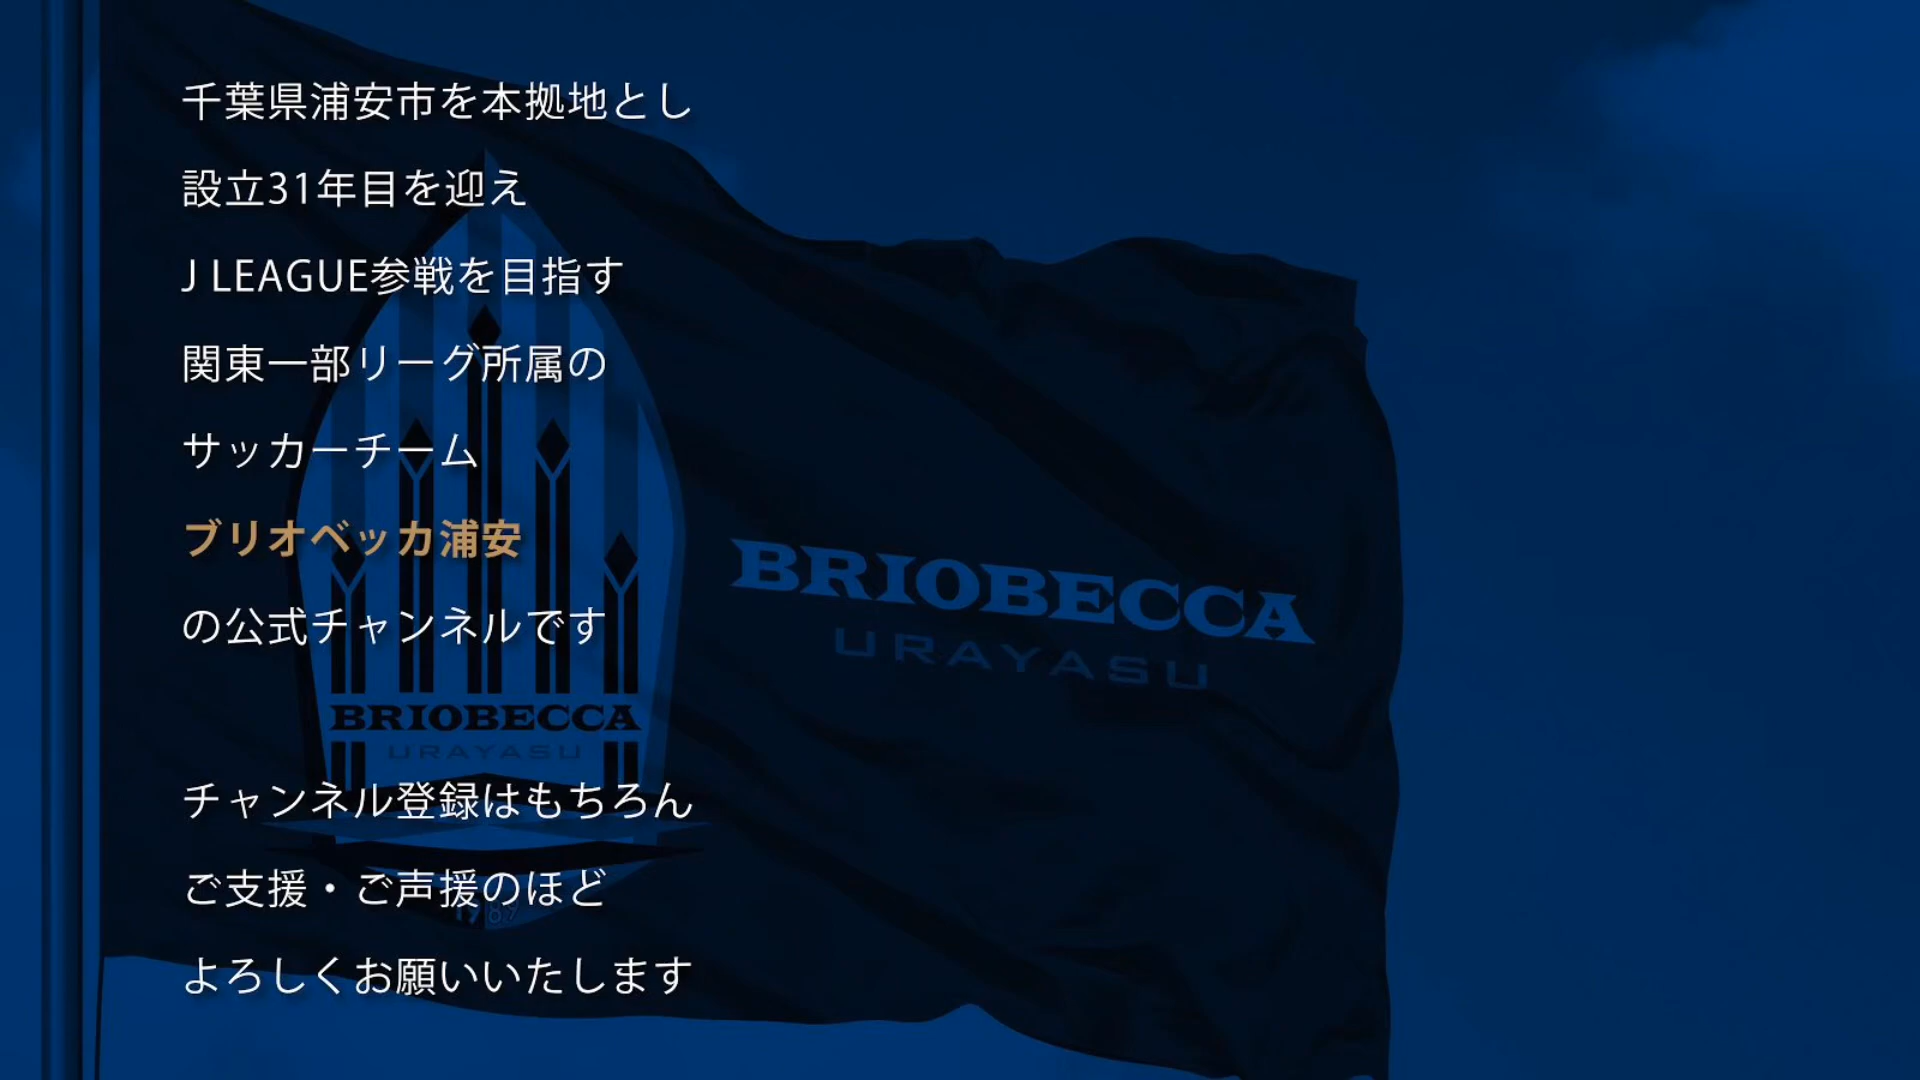 千葉県浦安市を本拠地とし
設立31年目を迎え
J LEAGUE参戦を目指す
関東一部リーグ所属の
サッカーチーム
ブリオベッカ浦安
の公式チャンネルです
BRIOBECCA
URAYASU
BRIOBECCA
URAYASU
チャンネル登録はもちろん
ご支援・ご声援のほど
よろしくお願いいたします